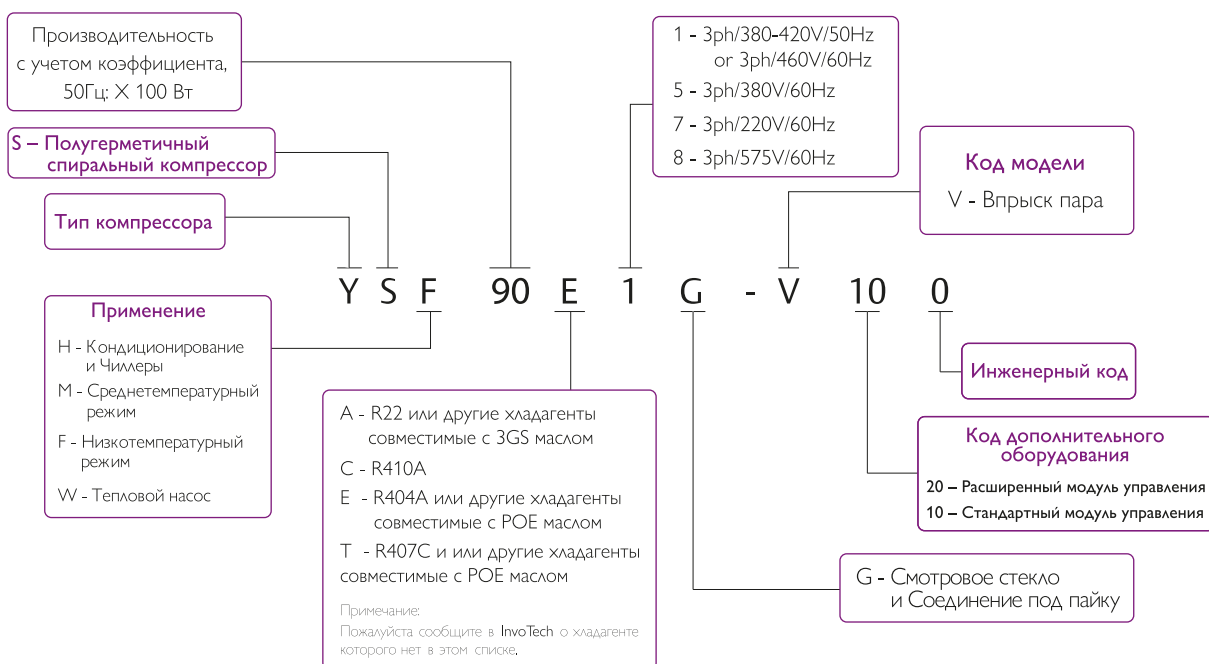 Производительность
с учетом коэффициента,
50Гц: X 100 Вт
S – Полугерметичный
спиральный компрессор
Тип компрессора
1 - 3ph/380-420V/50Hz
or 3ph/460V/60Hz
5 - 3ph/380V/60Hz
7 - 3ph/220V/60Hz
8 - 3ph/575V/60Hz
Код модели
V - Впрыск пара
Y S F 90 E 1 G - V 10 0
Применение
H - Кондиционирование
и Чиллеры
M - Среднетемпературный
режим
F - Низкотемпературный
режим
W - Тепловой насос
A - R22 или другие хладагенты
совместимые с 3GS маслом
C - R410A
E - R404A или другие хладагенты
совместимые с POE маслом
T - R407C и или другие хладагенты
совместимые с POE маслом
Примечание:
Пожалуйста сообщите в InvoTech о хладагенте
которого нет в этом списке.
Инженерный код
Код дополнительного
оборудования
20 – Расширенный модуль управления
10 – Стандартный модуль управления
G - Смотровое стекло
и Соединение под пайку